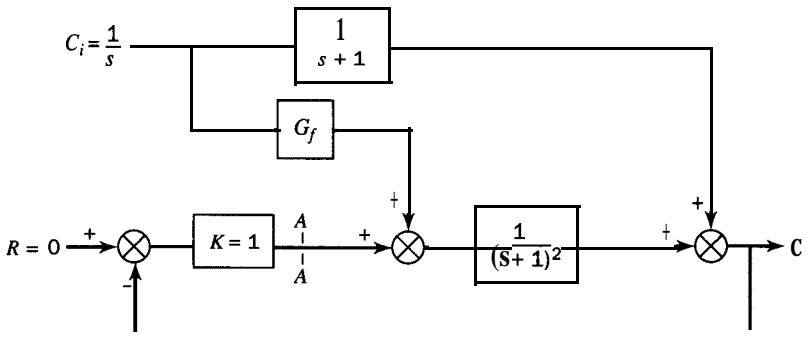 C_i = 1/s
1
s + 1
G_f
+
+
R = 0
+
-
K = 1
A
A
+
1
(S+ 1)²
+
C